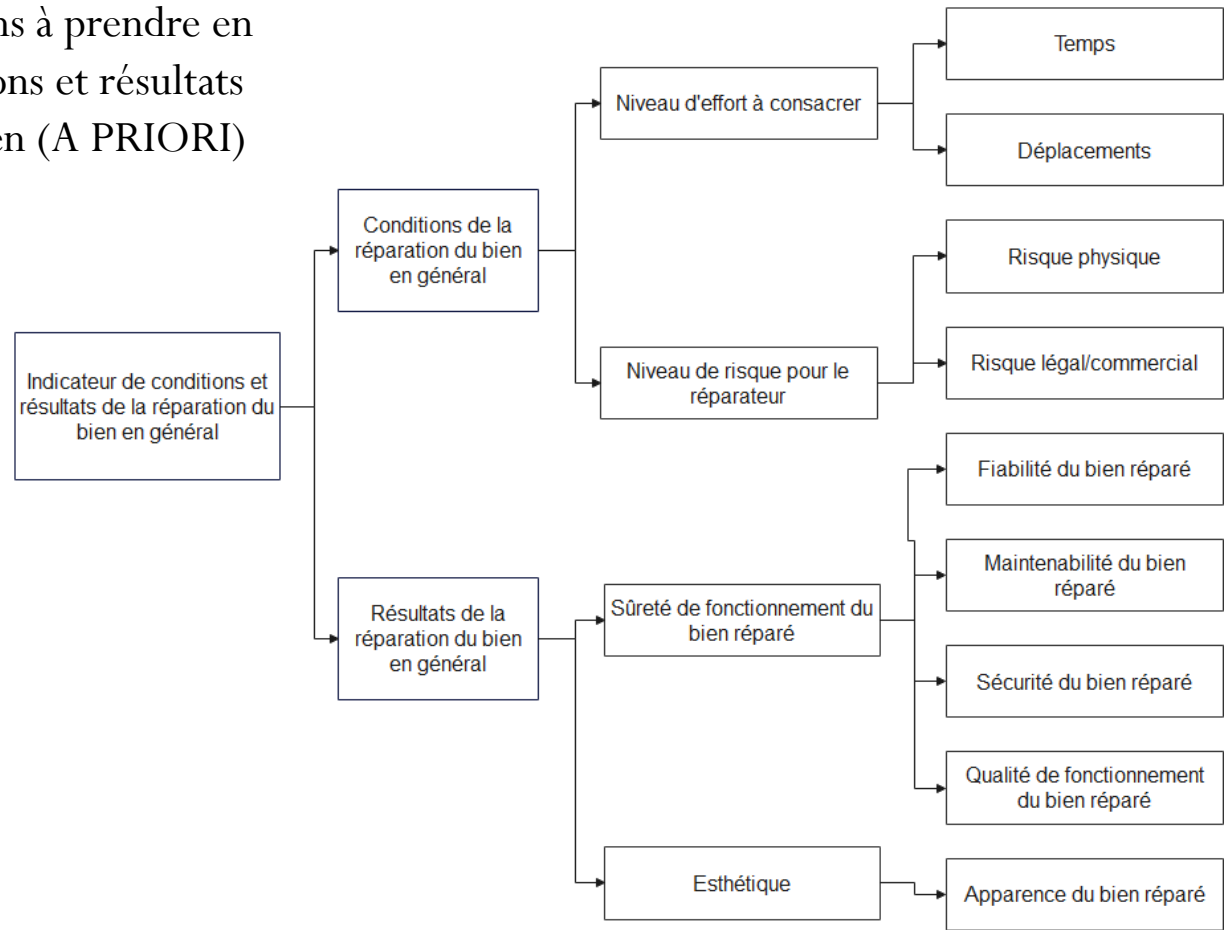 ns à prendre en
ons et résultats
en (A PRIORI)
Temps
Niveau d'effort à consacrer
Déplacements
Conditions de la
réparation du bien
en général
Risque physique
Niveau de risque pour le
réparateur
Risque légal/commercial
Indicateur de conditions et
résultats de la réparation du
bien en général
Fiabilité du bien réparé
Maintenabilité du bien
réparé
Résultats de la
réparation du bien
en général
Sûreté de fonctionnement du
bien réparé
Sécurité du bien réparé
Qualité de fonctionnement
du bien réparé
Esthétique
Apparence du bien réparé